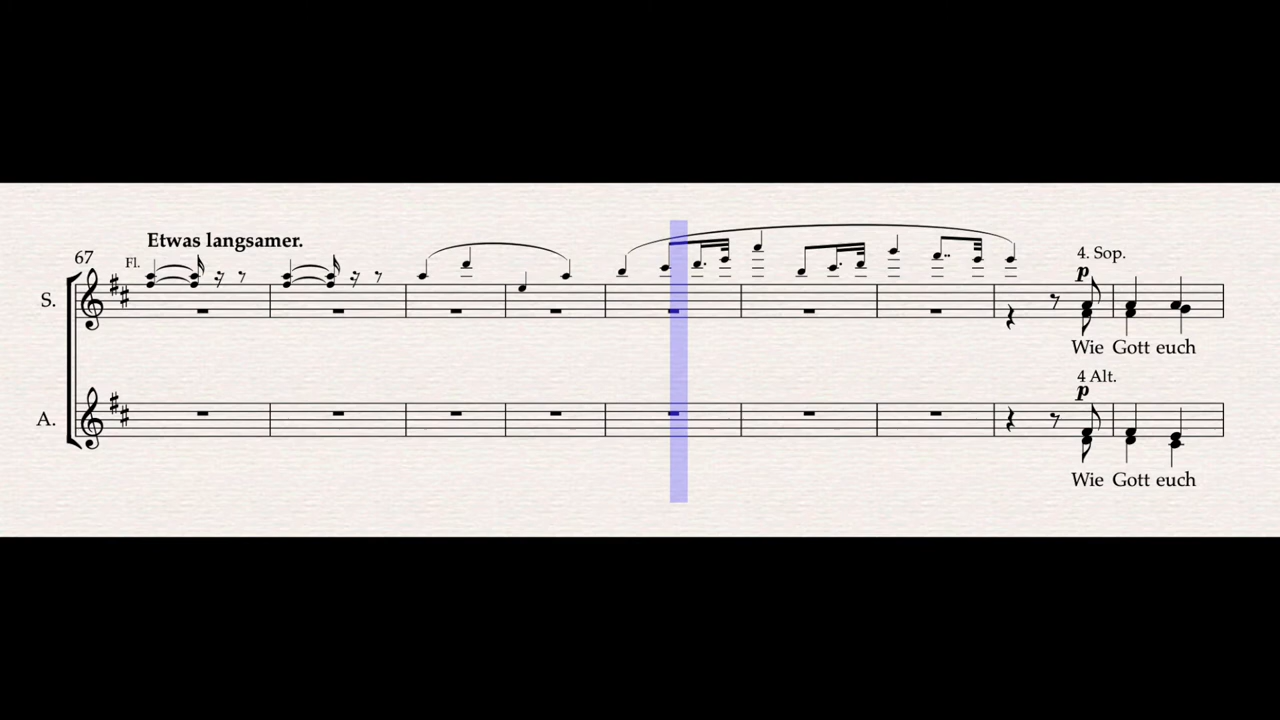 Etwas langsamer.
67
Fl.
4. Sop.
p
S.
Wie Gott euch
4 Alt.
p
A.
Wie Gott euch